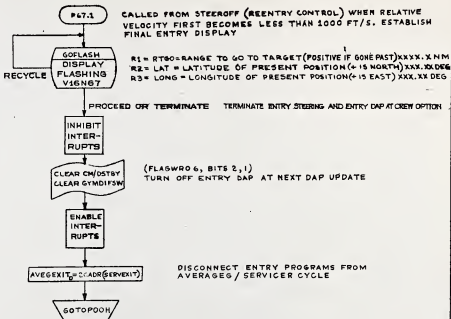 P67.1
CALLED FROM STEEROFF (REENTRY CONTROL) WHEN RELATIVE
VELOCITY FIRST BECOMES LESS THAN 1000 FT/S. ESTABLISH
FINAL ENTRY DISPLAY
GOFLASH
DISPLAY
FLASHING
V16N67
RECYCLE
R1= RTGO=RANGE TO GO TO TARGET(POSITIVE IF GONE PAST)XXXX.X NM
R2= LAT = LATITUDE OF PRESENT POSITION(+ IS NORTH)XXX.XX DEG
R3= LONG = LONGITUDE OF PRESENT POSITION(+ IS EAST) XXX.XX DEG
PROCEED OR TERMINATE TERMINATE ENTRY STEERING AND ENTRY DAP AT CREW OPTION
INHIBIT
INTER-
RUPTS
CLEAR CM/DSTBY
CLEAR GYMDIFSW
(FLAGWRD 6, BITS 2,1)
TURN OFF ENTRY DAP AT NEXT DAP UPDATE
ENABLE
INTER-
RUPTS
DISCONNECT ENTRY PROGRAMS FROM
AVERAGEG / SERVICER CYCLE
GOTOPOOH